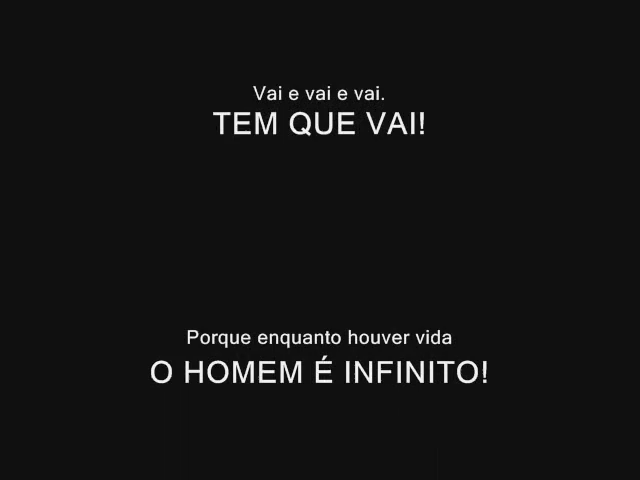 Vai e vai e vai.
TEM QUE VAI!
Porque enquanto houver vida
O HOMEM É INFINITO!